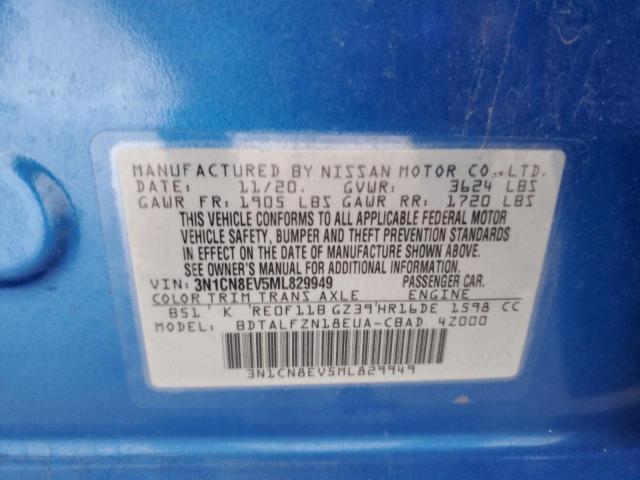 MANUFACTURED BY NISSAN MOTOR CO.,LTD.
DATE: 11/20. GVWR: 3624 LBS
GAWR FR: 1905 LBS GAWR RR: 1720 LBS
THIS VEHICLE CONFORMS TO ALL APPLICABLE FEDERAL MOTOR
VEHICLE SAFETY, BUMPER AND THEFT PREVENTION STANDARDS
IN EFFECT ON THE DATE OF MANUFACTURE SHOWN ABOVE.
SEE OWNER'S MANUAL FOR ADDITIONAL INFORMATION.
VIN: 3N1CN8EV5ML829949 PASSENGER CAR.
COLOR TRIM TRANS AXLE ENGINE
B51' K 'RE0F11B GZ39'HR16DE 1598 CC
MODEL: BDTALFZN18EUA-CBAD 4Z000
3N1CN8EV5ML829949